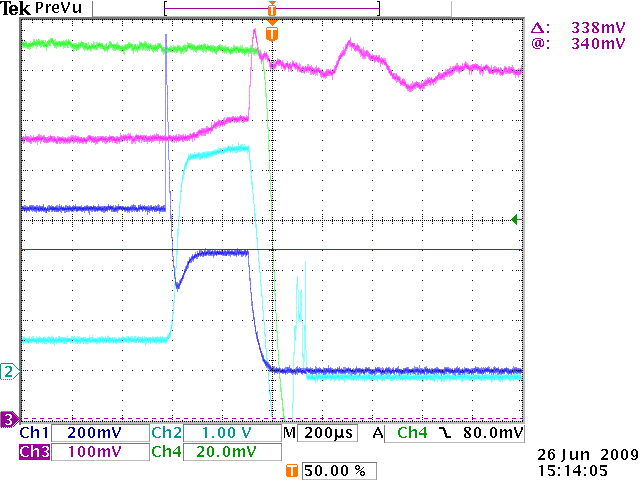 Tek PreVu
T
T
Δ: 338mV
@: 340mV
2
3
Ch1 200mV Ch2 1.00 V M 200µs A Ch4 ↘ 80.0mV
Ch3 100mV Ch4 20.0mV
T 50.00 %
26 Jun 2009
15:14:05